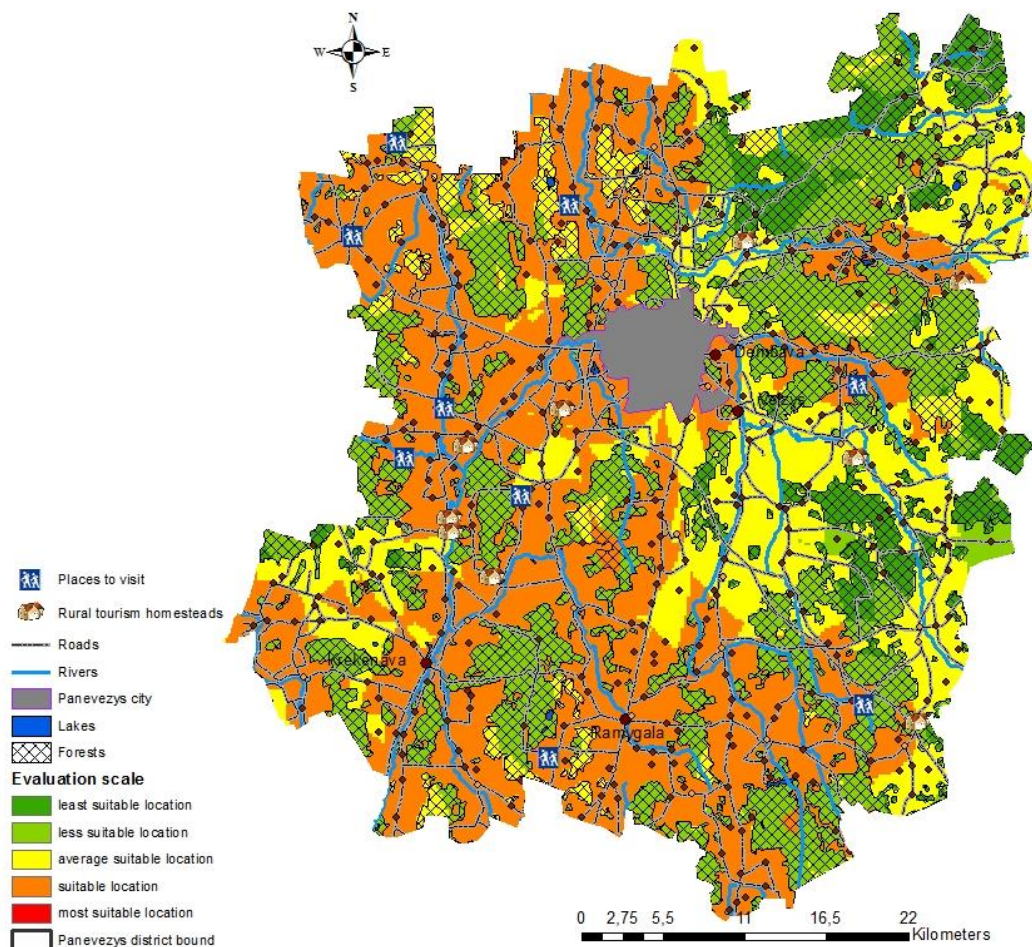 N
W E
S
Dembava
Velzys
Krekenava
Ramygala
Places to visit
Rural tourism homesteads
Roads
Rivers
Panevezys city
Lakes
Forests
Evaluation scale
least suitable location
less suitable location
average suitable location
suitable location
most suitable location
Panevezys district bound
0 2,75 5,5 11 16,5 22
Kilometers